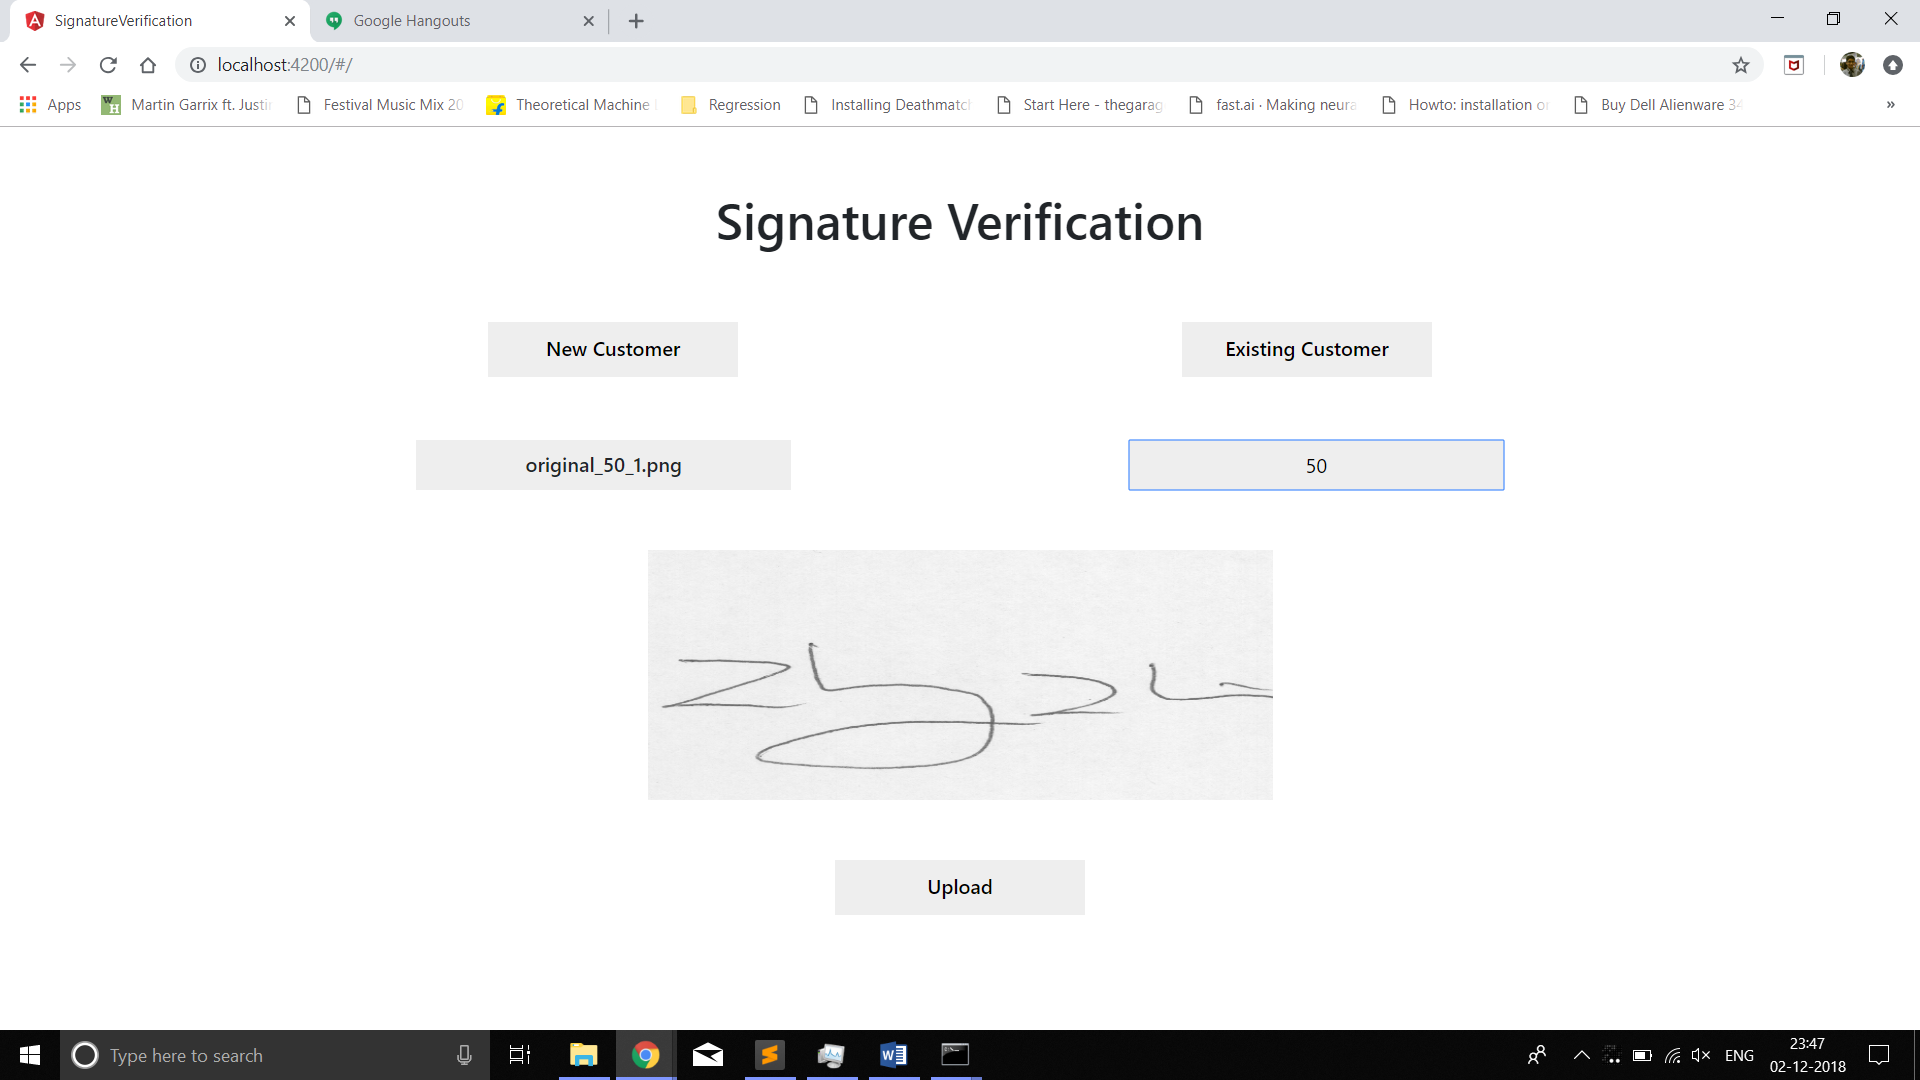 SignatureVerification
Google Hangouts
localhost:4200/#/
Apps
Martin Garrix ft. Justi
Festival Music Mix 20
Theoretical Machine
Regression
Installing Deathmatc
Start Here - thegarag
fast.ai · Making neura
Howto: installation o
Buy Dell Alienware 34
»
Signature Verification
New Customer
Existing Customer
original_50_1.png
50
Upload
Type here to search
ENG
23:47
02-12-2018